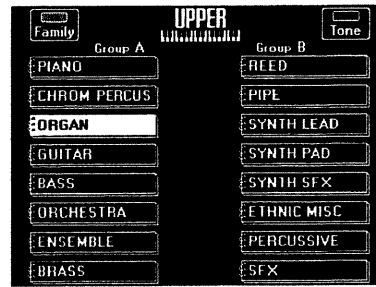 UPPER
Family
Tone
Group A
Group B
PIANO
REED
CHROM PERCUS
PIPE
ORGAN
SYNTH LEAD
GUITAR
SYNTH PAD
BASS
SYNTH SFX
ORCHESTRA
ETHNIC MISC
ENSEMBLE
PERCUSSIVE
BRASS
SFX